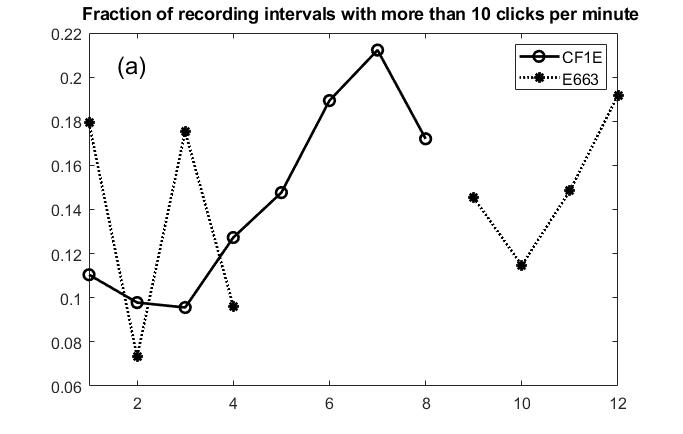 Fraction of recording intervals with more than 10 clicks per minute
(a)
CF1E
E663
0.22
0.2
0.18
0.16
0.14
0.12
0.1
0.08
0.06
2 4 6 8 10 12